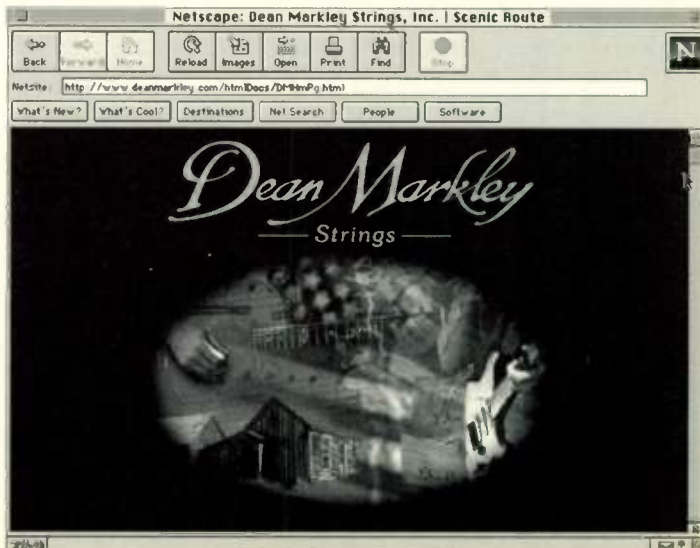 Netscape: Dean Markley Strings, Inc. | Scenic Route
Back Forward Home Reload Images Open Print Find Stop
N
Netsite: http://www.deanmarkley.com/htmlDocs/DMHmPg.html
What's New? What's Cool? Destinations Net Search People Software
Dean Markley
Strings